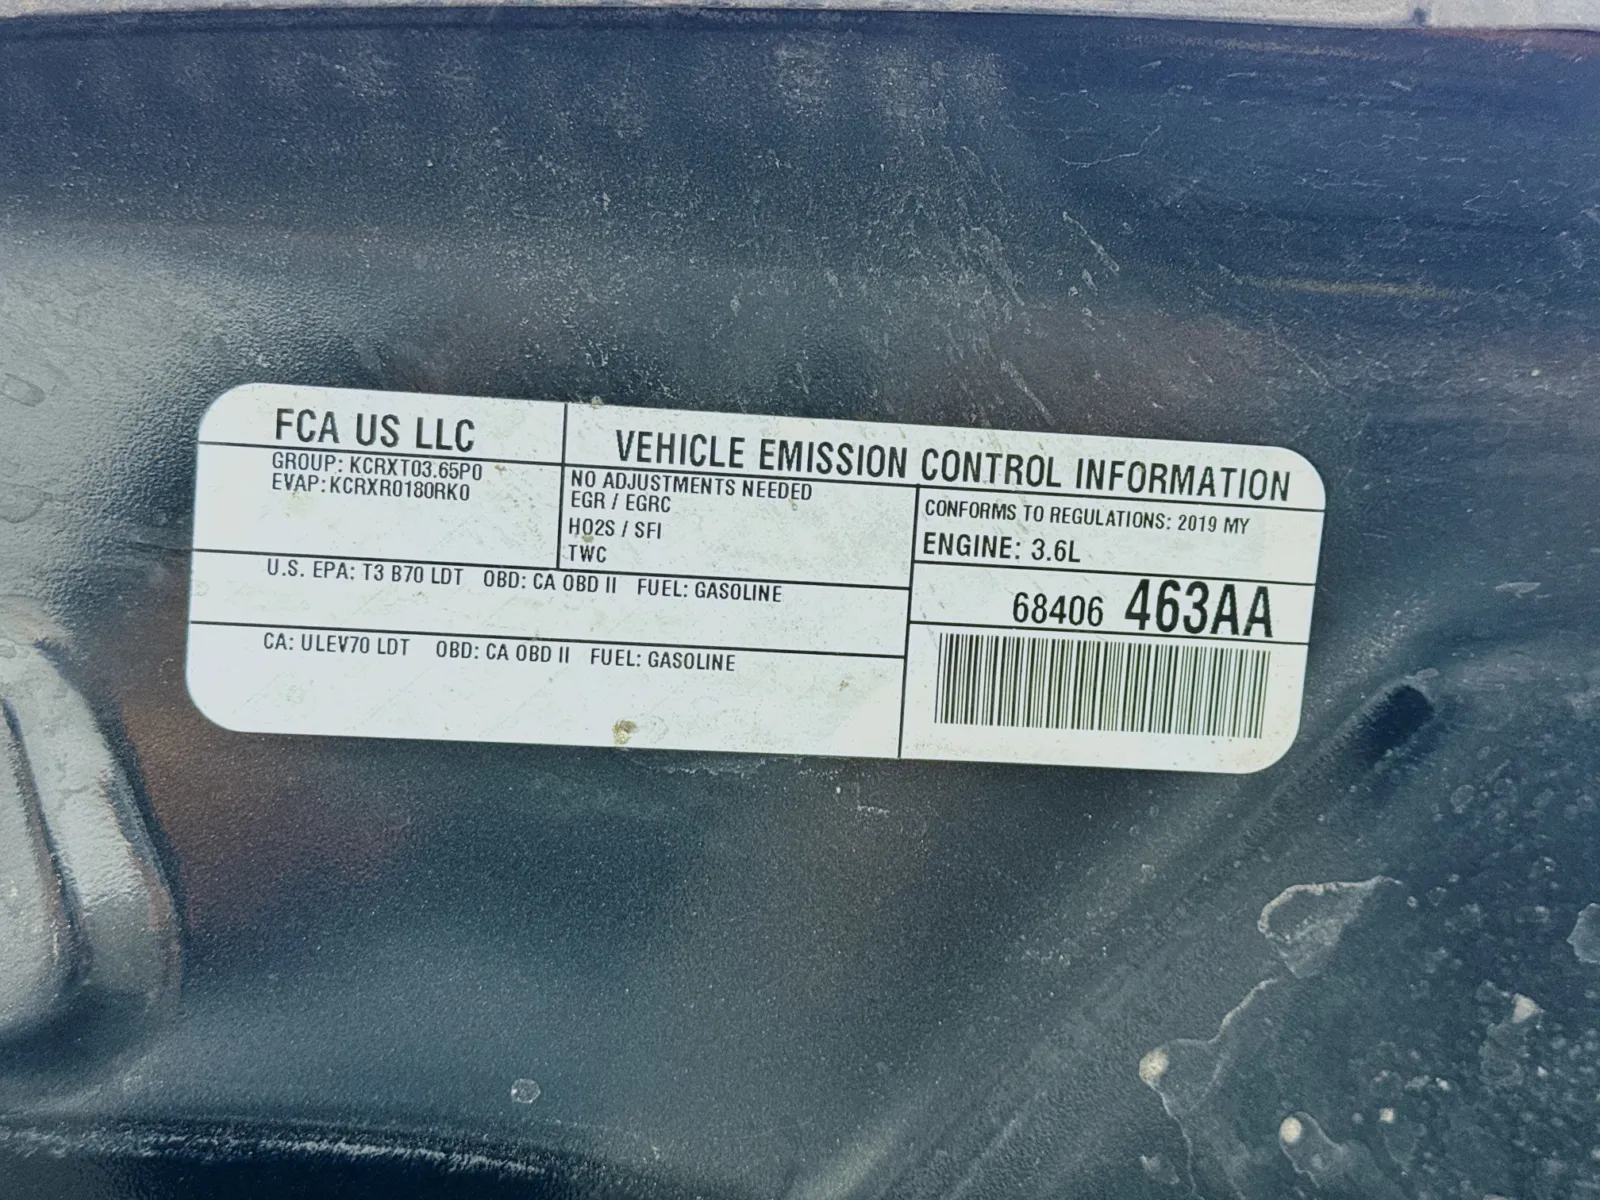 FCA US LLC
VEHICLE EMISSION CONTROL INFORMATION
GROUP: KCRXT03.65P0
EVAP: KCRXR0180RK0
NO ADJUSTMENTS NEEDED
EGR / EGRC
HO2S / SFI
TWC
CONFORMS TO REGULATIONS: 2019 MY
ENGINE: 3.6L
U.S. EPA: T3 B70 LDT OBD: CA OBD II FUEL: GASOLINE
68406 463AA
CA: ULEV70 LDT OBD: CA OBD II FUEL: GASOLINE